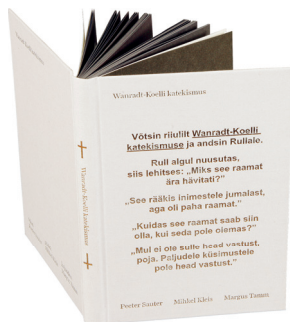 Wanradt-Koelli katekismus
Võtsin riiulilt Wanradt-Koelli
katekismuse ja andsin Rullale.
Rull algul nuusutas,
siis lehitses: „Miks see raamat
ära hävitati?”
„See rääkis inimestele jumalast,
aga oli paha raamat.”
„Kuidas see raamat saab siin
olla, kui seda pole olemas?”
„Mul ei ole sulle head vastust,
poja. Paljudele küsimustele
pole head vastust.”
Peeter Sauter Mihkel Kleis Margus Tamm
Wanradt-Koelli katekismus